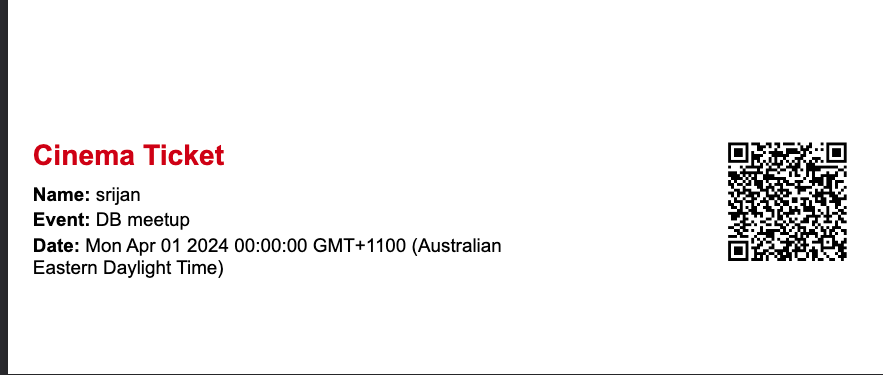 Cinema Ticket
Name: srijan
Event: DB meetup
Date: Mon Apr 01 2024 00:00:00 GMT+1100 (Australian
Eastern Daylight Time)